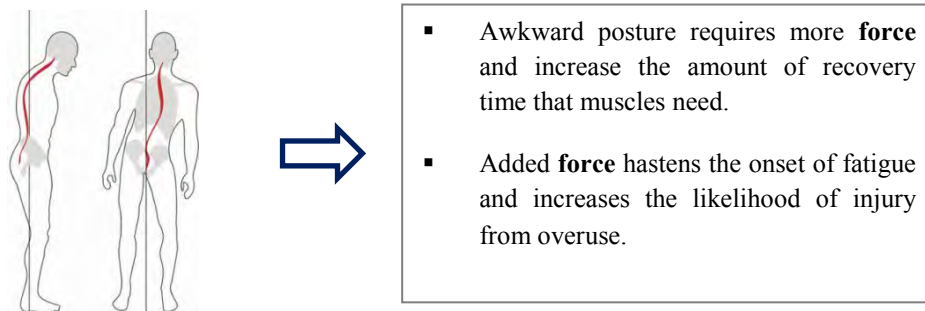 ▪ Awkward posture requires more force
and increase the amount of recovery
time that muscles need.
▪ Added force hastens the onset of fatigue
and increases the likelihood of injury
from overuse.